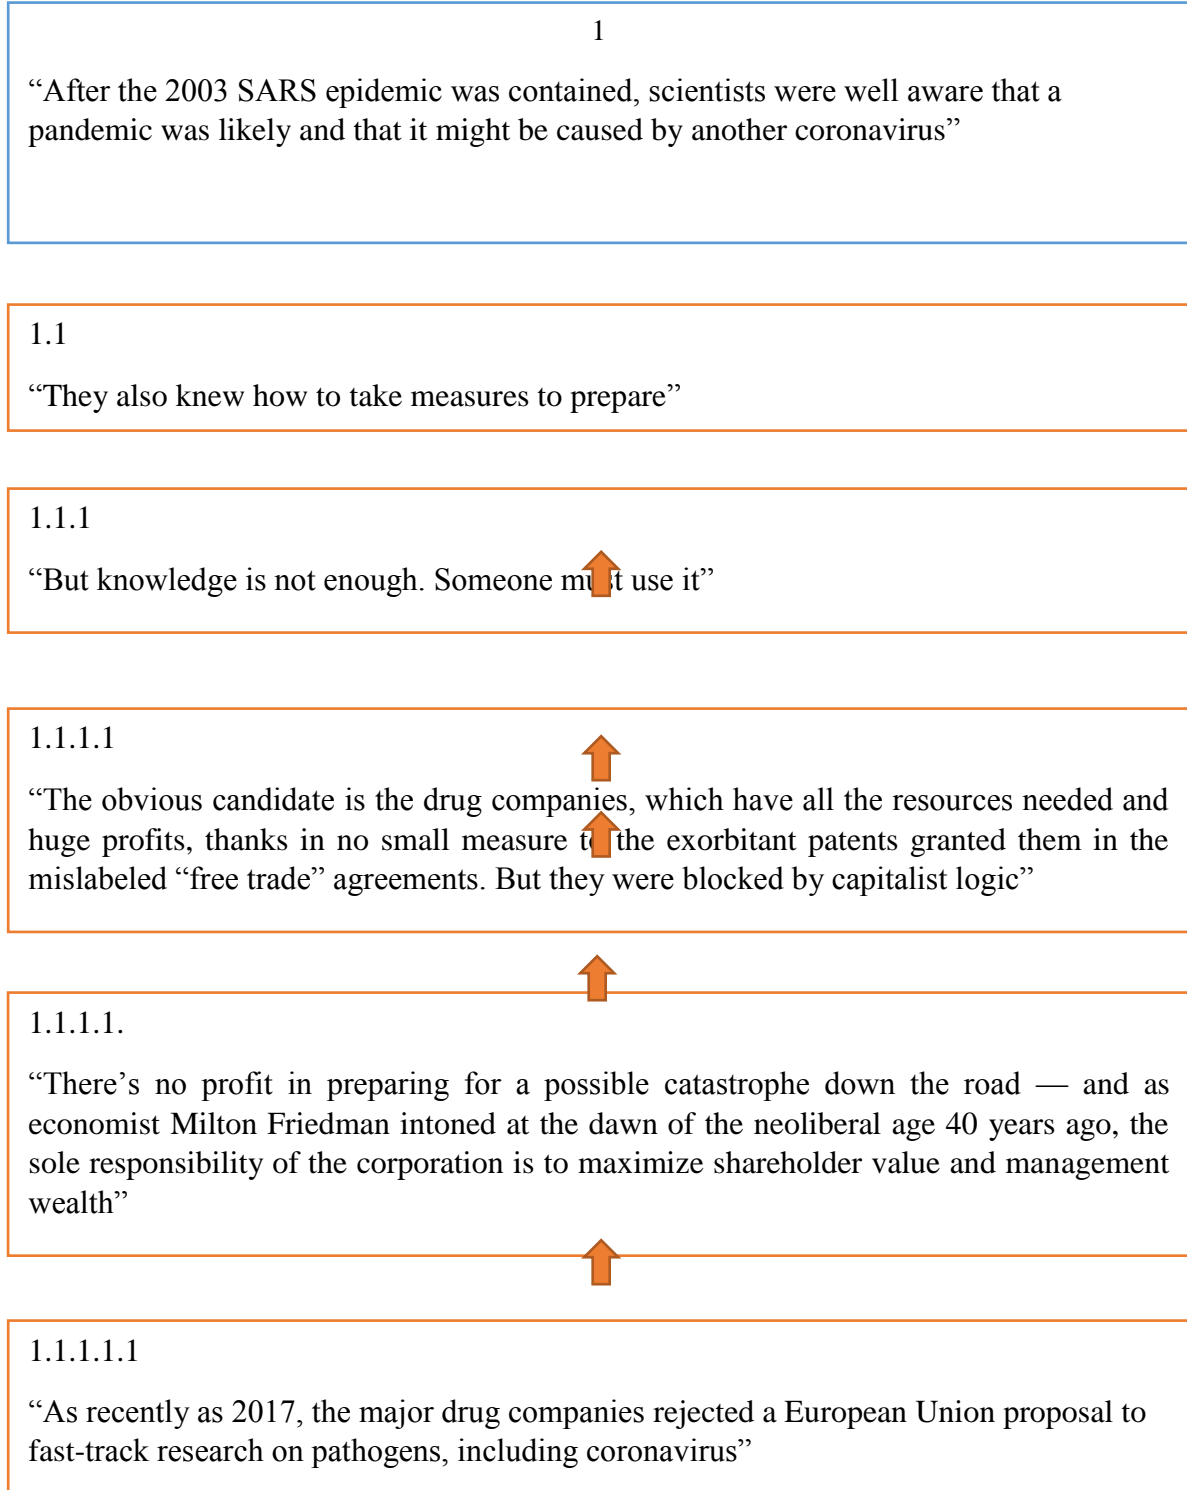 1
“After the 2003 SARS epidemic was contained, scientists were well aware that a
pandemic was likely and that it might be caused by another coronavirus”
1.1
“They also knew how to take measures to prepare”
1.1.1
“But knowledge is not enough. Someone must use it”
1.1.1.1
“The obvious candidate is the drug companies, which have all the resources needed and
huge profits, thanks in no small measure to the exorbitant patents granted them in the
mislabeled “free trade” agreements. But they were blocked by capitalist logic”
1.1.1.1.
“There’s no profit in preparing for a possible catastrophe down the road — and as
economist Milton Friedman intoned at the dawn of the neoliberal age 40 years ago, the
sole responsibility of the corporation is to maximize shareholder value and management
wealth”
1.1.1.1.1
“As recently as 2017, the major drug companies rejected a European Union proposal to
fast-track research on pathogens, including coronavirus”